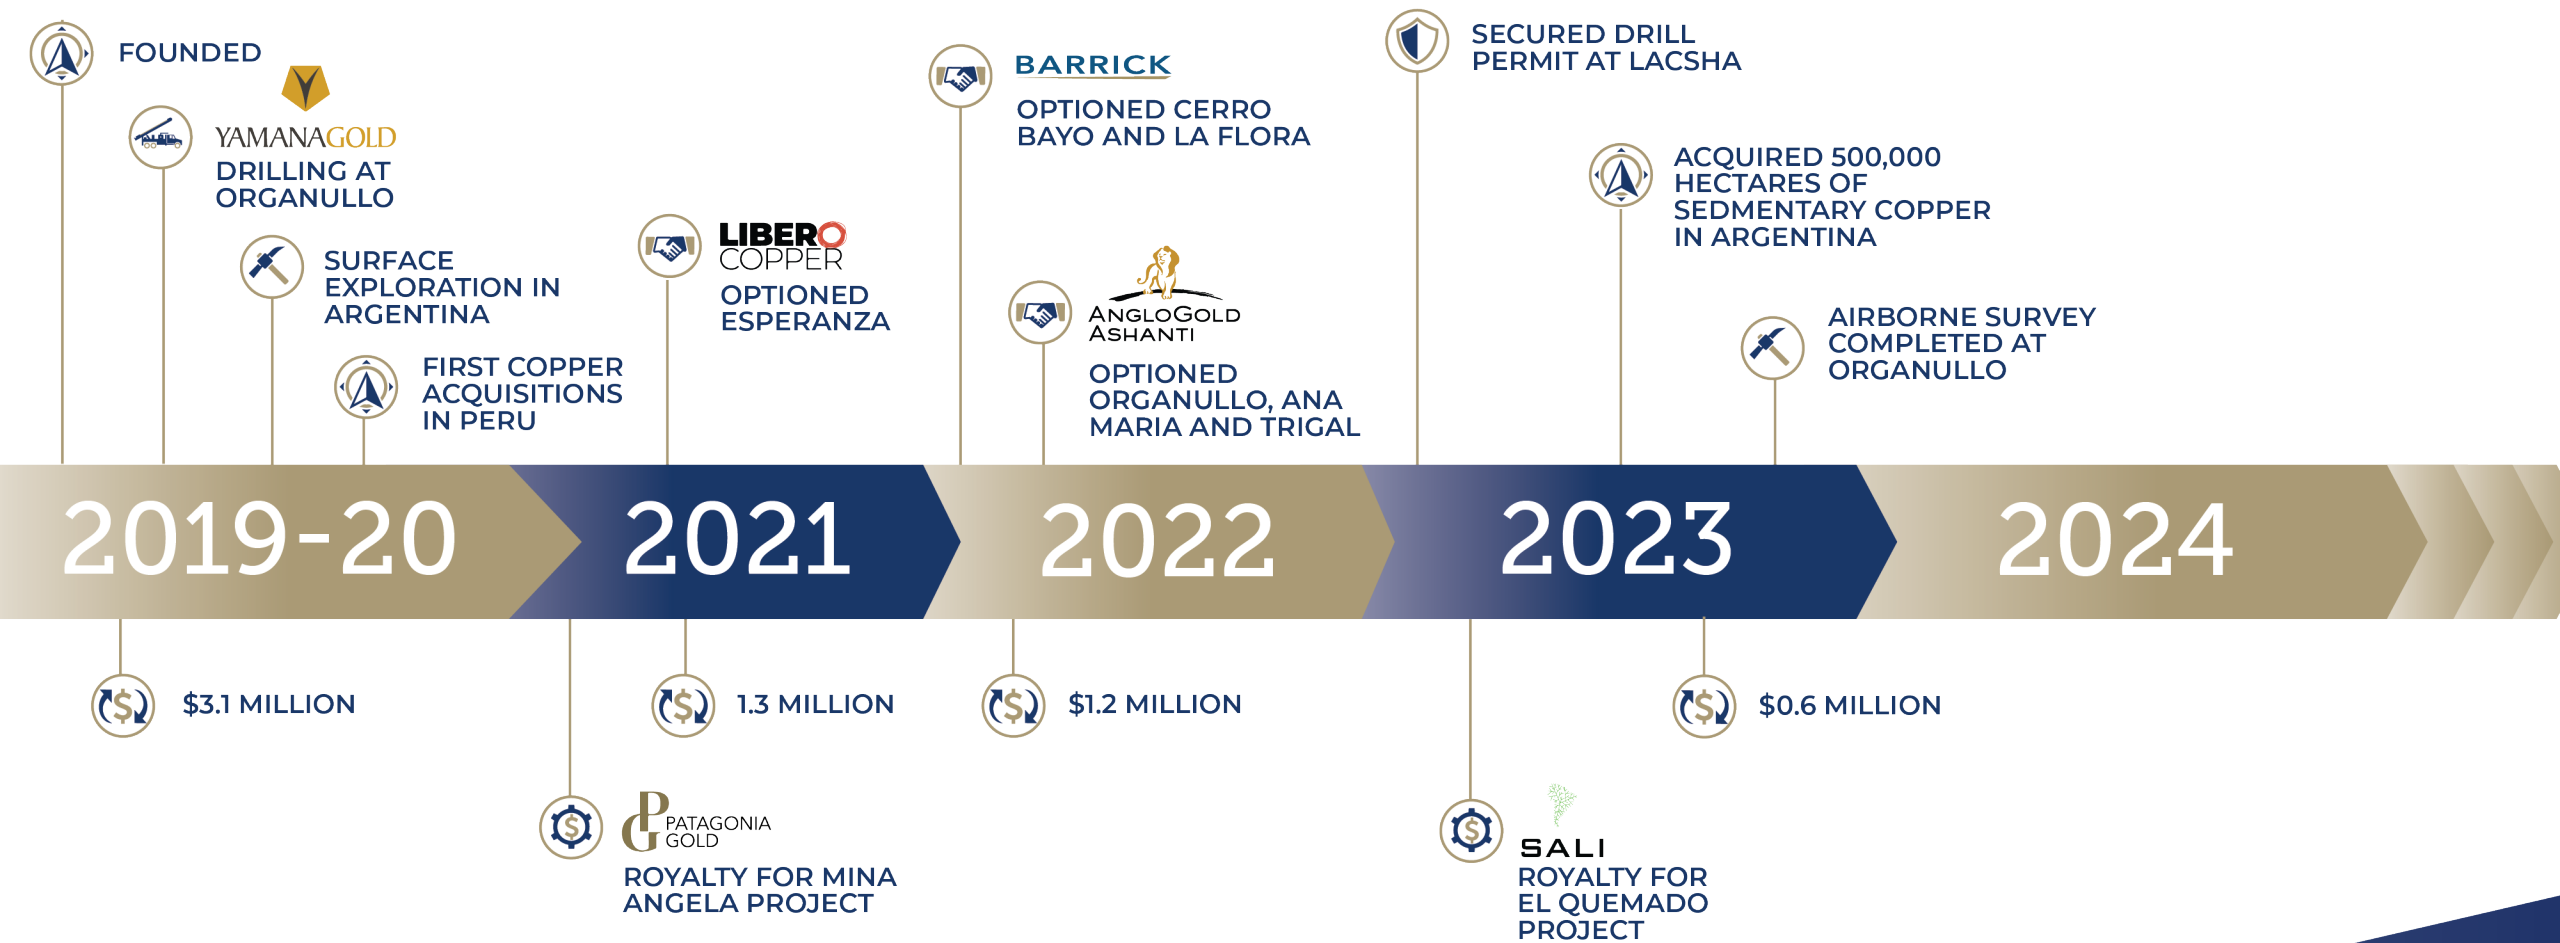 FOUNDED
YAMANAGOLD
DRILLING AT
ORGANULLO
SURFACE
EXPLORATION IN
ARGENTINA
FIRST COPPER
ACQUISITIONS
IN PERU
LIBERO
COPPER
OPTIONED
ESPERANZA
BARRICK
OPTIONED CERRO
BAYO AND LA FLORA
ANGLOGOLD
ASHANTI
OPTIONED
ORGANULLO, ANA
MARIA AND TRIGAL
SECURED DRILL
PERMIT AT LACSHA
ACQUIRED 500,000
HECTARES OF
SEDMENTARY COPPER
IN ARGENTINA
AIRBORNE SURVEY
COMPLETED AT
ORGANULLO
2019-20
2021
2022
2023
2024
$3.1 MILLION
1.3 MILLION
$1.2 MILLION
$0.6 MILLION
PATAGONIA
GOLD
ROYALTY FOR MINA
ANGELA PROJECT
SALI
ROYALTY FOR
EL QUEMADO
PROJECT